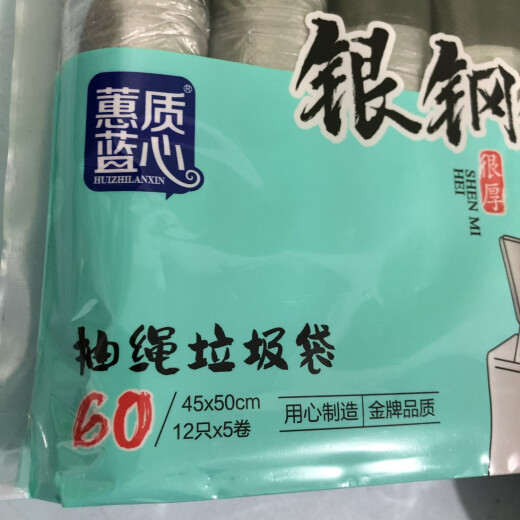 蕙质
蓝心®
HUIZHILANXIN
银钢
很厚
SHEN MI
HEI
抽绳垃圾袋
60
45x50cm
12只x5卷
用心制造 金牌品质